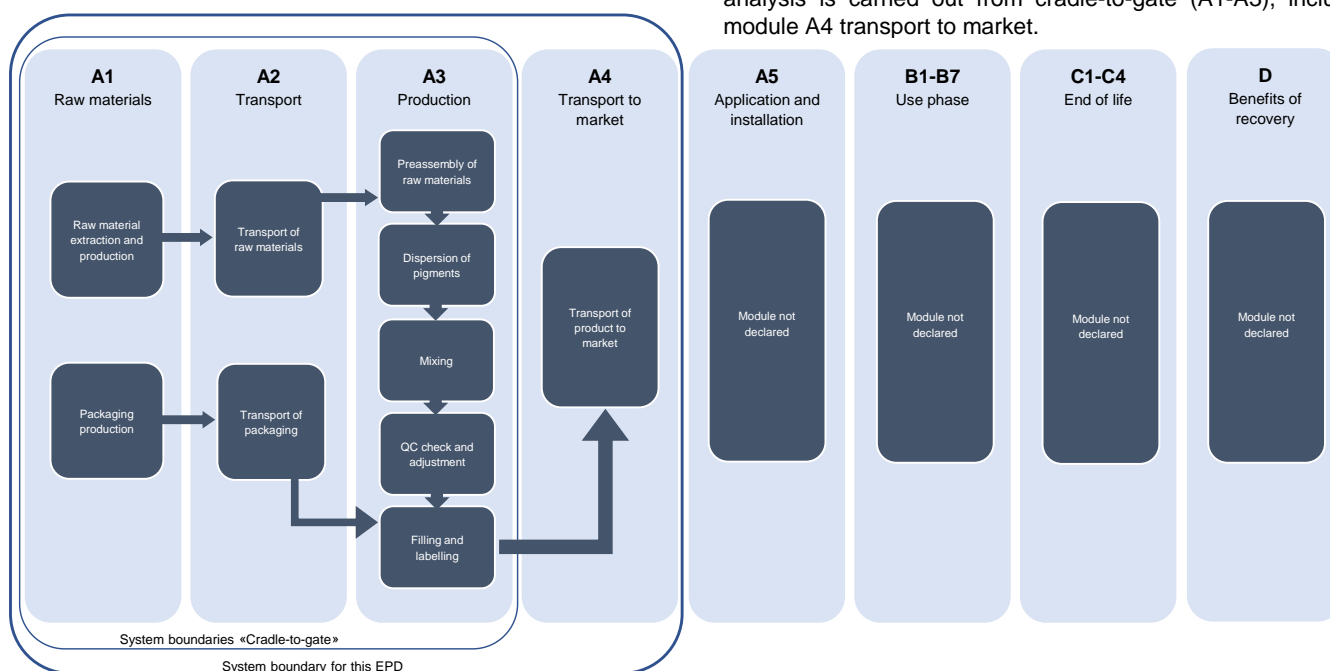 analysis is carried out from cradle-to-gate (A1-A3),
module A4 transport to market.
A1
Raw materials
A2
Transport
A3
Production
A4
Transport to
market
A5
Application and
installation
B1-B7
Use phase
C1-C4
End of life
D
Benefits of
recovery
Raw material
extraction and
production
Packaging
production
Transport of
raw materials
Transport of
packaging
Preassembly of
raw materials
Dispersion of
pigments
Mixing
QC check and
adjustment
Filling and
labelling
Transport of
product to
market
Module not
declared
Module not
declared
Module not
declared
Module not
declared
System boundaries «Cradle-to-gate»
System boundary for this EPD